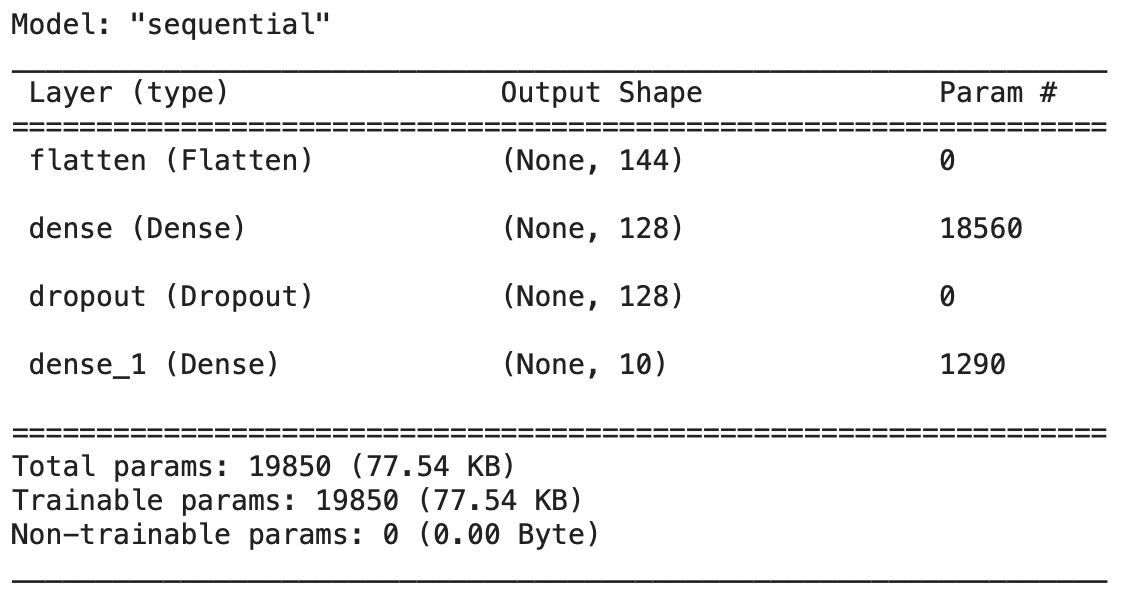 Model: "sequential"
Layer (type) Output Shape Param #
=================================================================
flatten (Flatten) (None, 144) 0
dense (Dense) (None, 128) 18560
dropout (Dropout) (None, 128) 0
dense_1 (Dense) (None, 10) 1290
=================================================================
Total params: 19850 (77.54 KB)
Trainable params: 19850 (77.54 KB)
Non-trainable params: 0 (0.00 Byte)